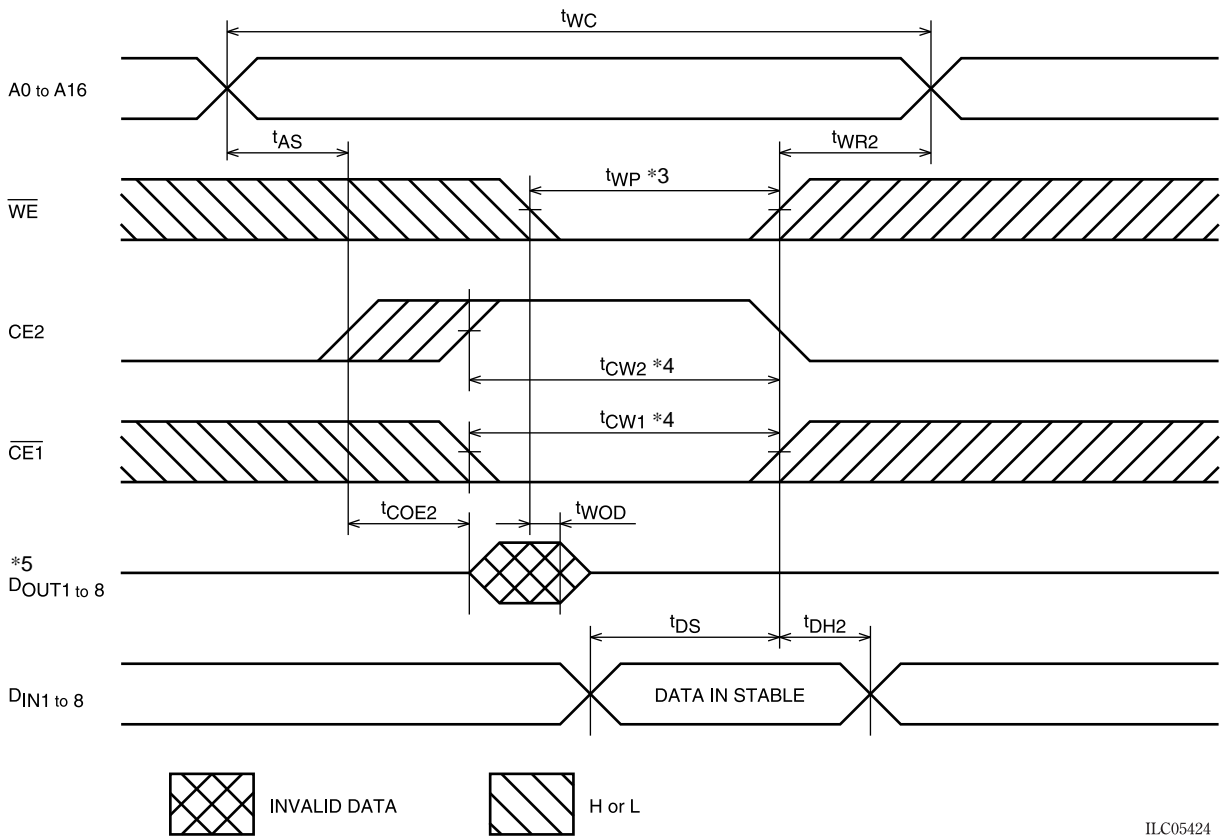 tWC
A0 to A16
tAS
tWR2
tWP *3
WE
CE2
tCW2 *4
tCW1 *4
CE1
tCOE2
tWOD
*5
DOUT1 to 8
tDS
tDH2
DIN1 to 8
DATA IN STABLE
INVALID DATA
H or L
ILC05424